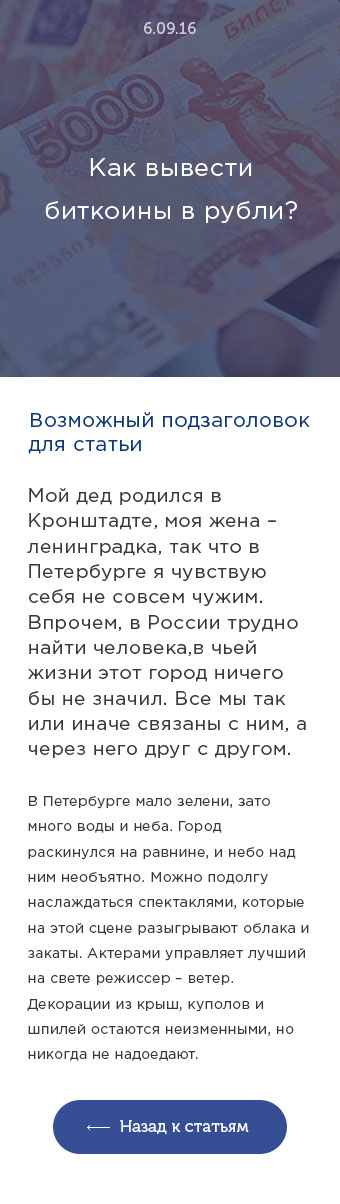 6.09.16
БИЛЕТ
5000
Как вывести
биткоины в рубли?
Возможный подзаголовок
для статьи
Мой дед родился в
Кронштадте, моя жена –
ленинградка, так что в
Петербурге я чувствую
себя не совсем чужим.
Впрочем, в России трудно
найти человека,в чьей
жизни этот город ничего
бы не значил. Все мы так
или иначе связаны с ним, а
через него друг с другом.
В Петербурге мало зелени, зато
много воды и неба. Город
раскинулся на равнине, и небо над
ним необъятно. Можно подолгу
наслаждаться спектаклями, которые
на этой сцене разыгрывают облака и
закаты. Актерами управляет лучший
на свете режиссер – ветер.
Декорации из крыш, куполов и
шпилей остаются неизменными, но
никогда не надоедают.
Назад к статьям